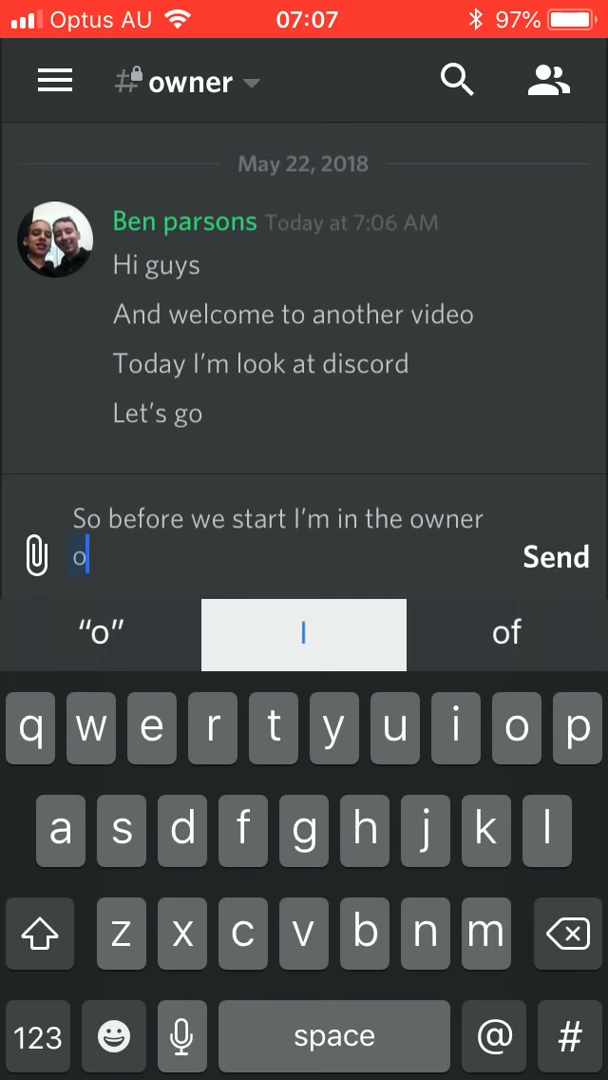 Optus AU 07:07 97%
# owner
May 22, 2018
Ben parsons Today at 7:06 AM
Hi guys
And welcome to another video
Today I’m look at discord
Let’s go
So before we start I’m in the owner
o
Send
“o” I of
q w e r t y u i o p
a s d f g h j k l
z x c v b n m
123 space @ #